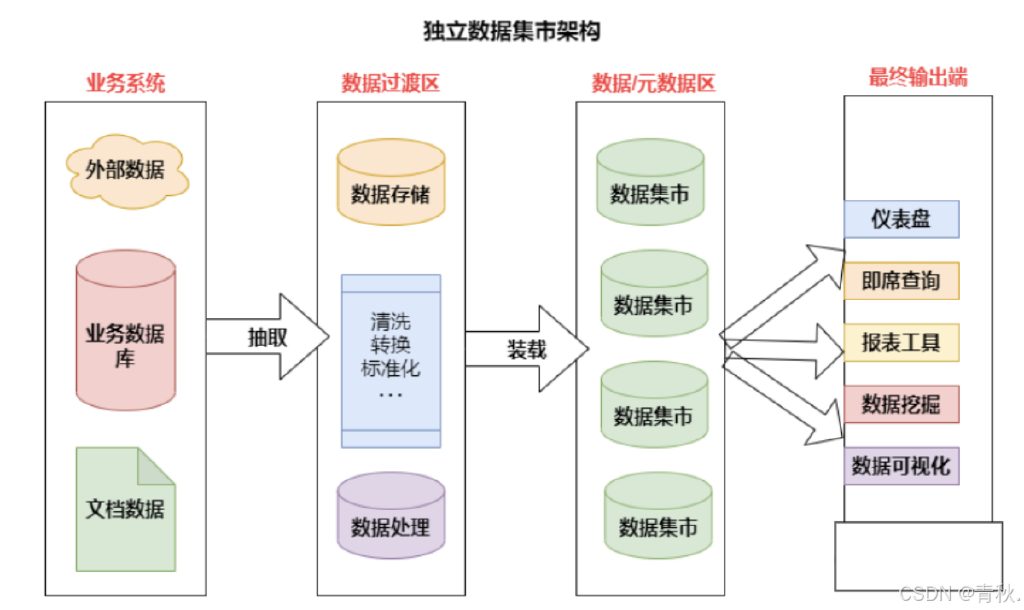 独立数据集市架构
业务系统
外部数据
业务数据
库
文档数据
抽取
数据过渡区
数据存储
清洗
转换
标准化
...
数据处理
装载
数据/元数据区
数据集市
数据集市
数据集市
数据集市
最终输出端
仪表盘
即席查询
报表工具
数据挖掘
数据可视化
CSDN @青秋.